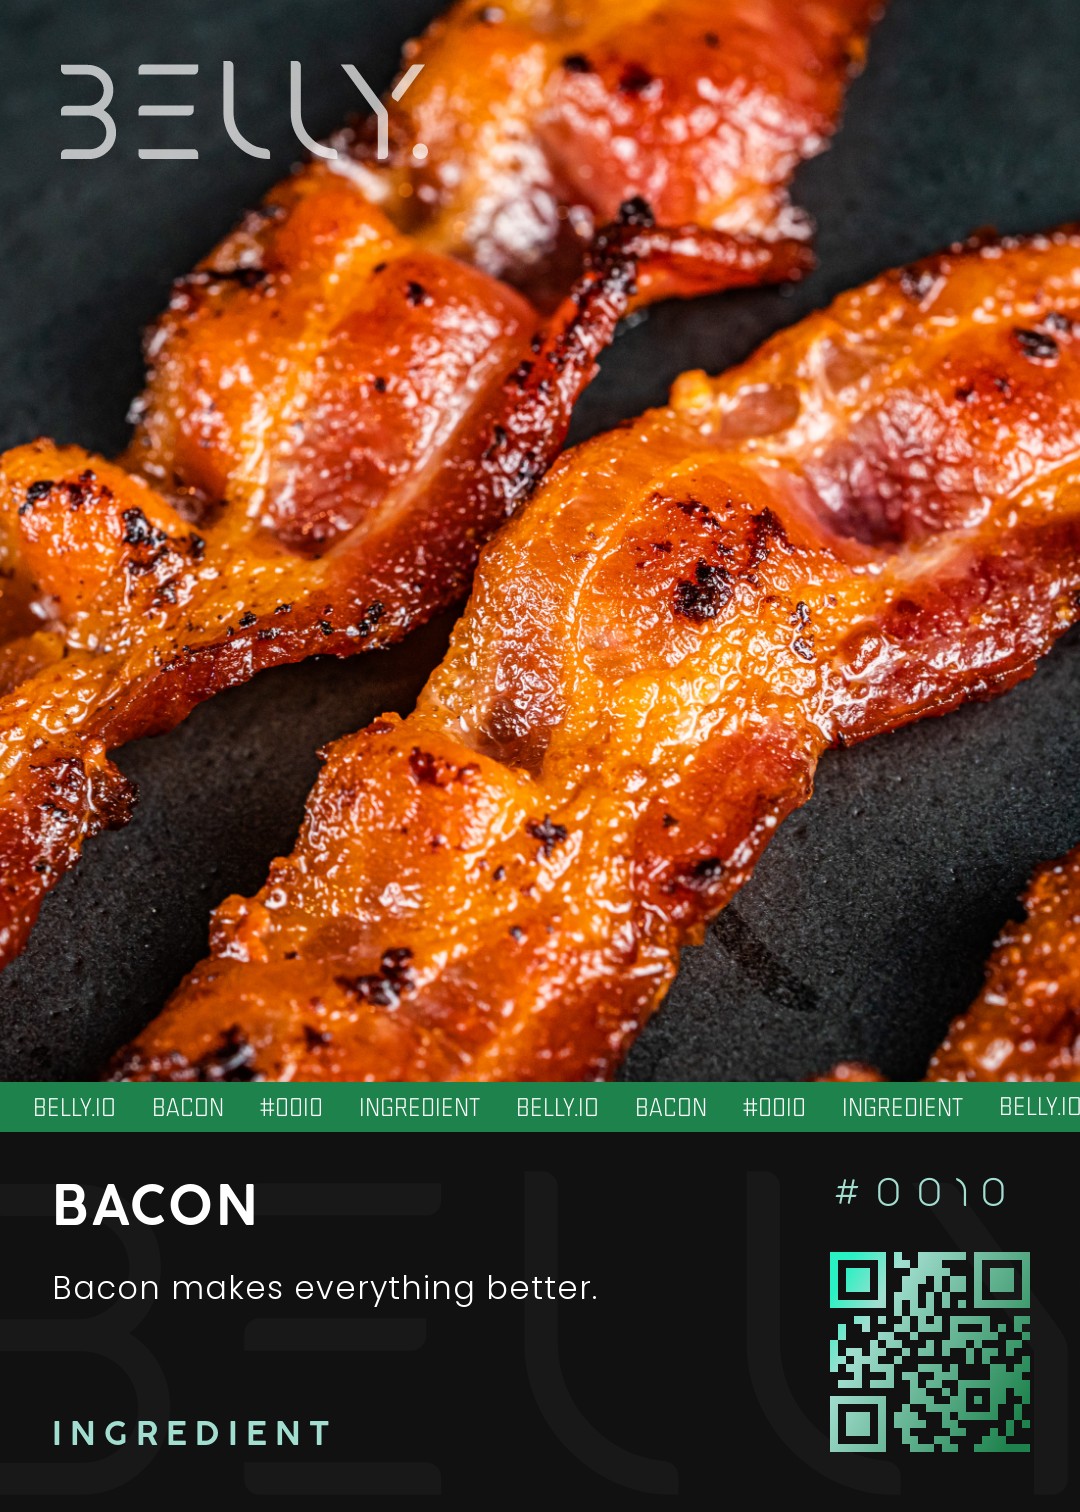 BELLY.
BELLY.IO BACON #0010 INGREDIENT BELLY.IO BACON #0010 INGREDIENT BELLY.IO
BACON
#0010
Bacon makes everything better.
INGREDIENT
BELLY